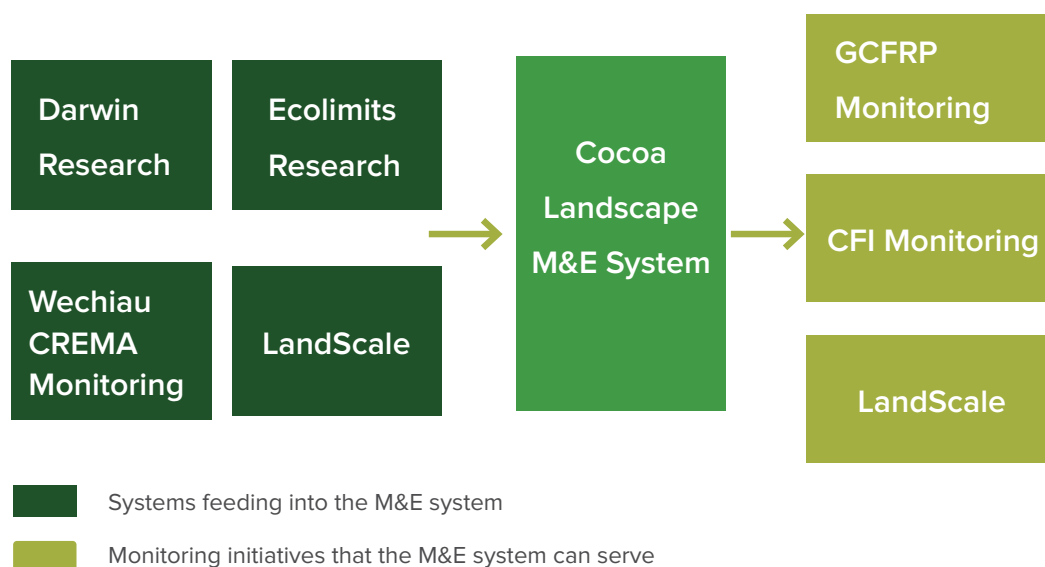 Darwin
Research
Ecolimits
Research
Wechiau
CREMA
Monitoring
LandScale
Cocoa
Landscape
M&E System
GCFRP
Monitoring
CFI Monitoring
LandScale
Systems feeding into the M&E system
Monitoring initiatives that the M&E system can serve